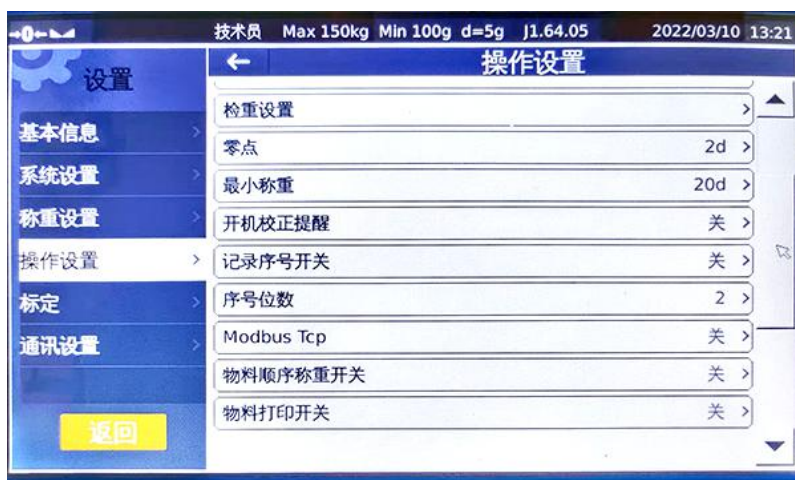 →0← 技术员 Max 150kg Min 100g d=5g J1.64.05 2022/03/10 13:21
设置
← 操作设置
基本信息 >
系统设置 >
称重设置 >
操作设置 >
标定 >
通讯设置 >
返回
检重设置 >
零点 2d >
最小称重 20d >
开机校正提醒 关 >
记录序号开关 关 >
序号位数 2 >
Modbus Tcp 关 >
物料顺序称重开关 关 >
物料打印开关 关 >